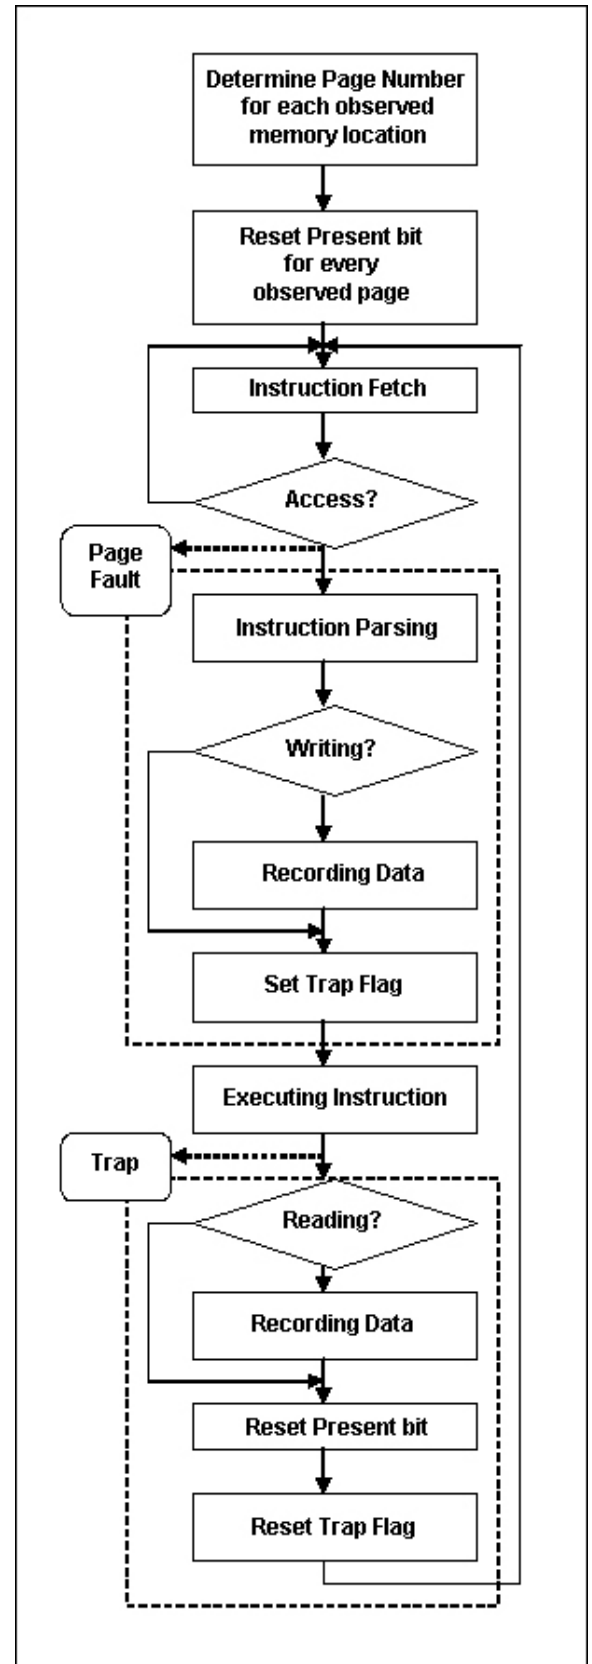 Determine Page Number
for each observed
memory location
Reset Present bit
for every
observed page
Instruction Fetch
Access?
Page
Fault
Instruction Parsing
Writing?
Recording Data
Set Trap Flag
Executing Instruction
Trap
Reading?
Recording Data
Reset Present bit
Reset Trap Flag